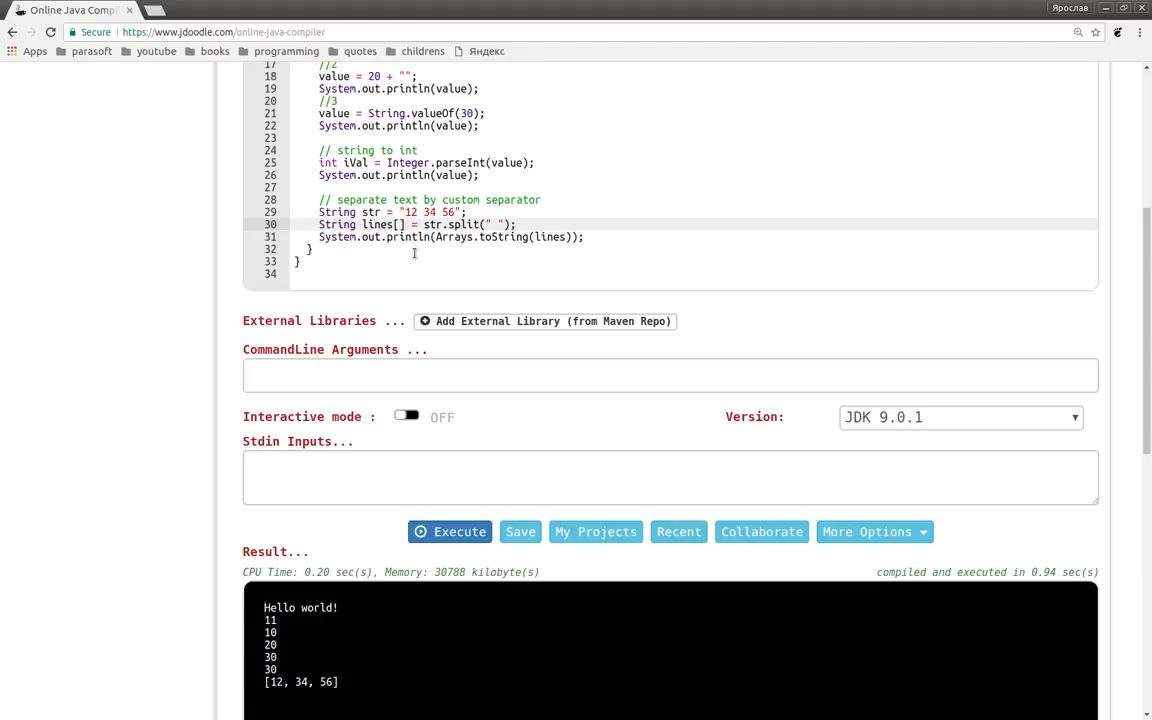 Online Java Comp
Ярослав
Secure https://www.jdoodle.com/online-java-compiler
Apps parasoft youtube books programming quotes childrens Яндекс
17 //2
18 value = 20 + "";
19 System.out.println(value);
20 //3
21 value = String.valueOf(30);
22 System.out.println(value);
23
24 // string to int
25 int iVal = Integer.parseInt(value);
26 System.out.println(value);
27
28 // separate text by custom separator
29 String str = "12 34 56";
30 String lines[] = str.split(" ");
31 System.out.println(Arrays.toString(lines));
32 }
33 }
34
External Libraries ... Add External Library (from Maven Repo)
CommandLine Arguments ...
Interactive mode : OFF Version: JDK 9.0.1
Stdin Inputs...
Execute Save My Projects Recent Collaborate More Options
Result...
CPU Time: 0.20 sec(s), Memory: 30788 kilobyte(s) compiled and executed in 0.94 sec(s)
Hello world!
11
10
20
30
30
[12, 34, 56]